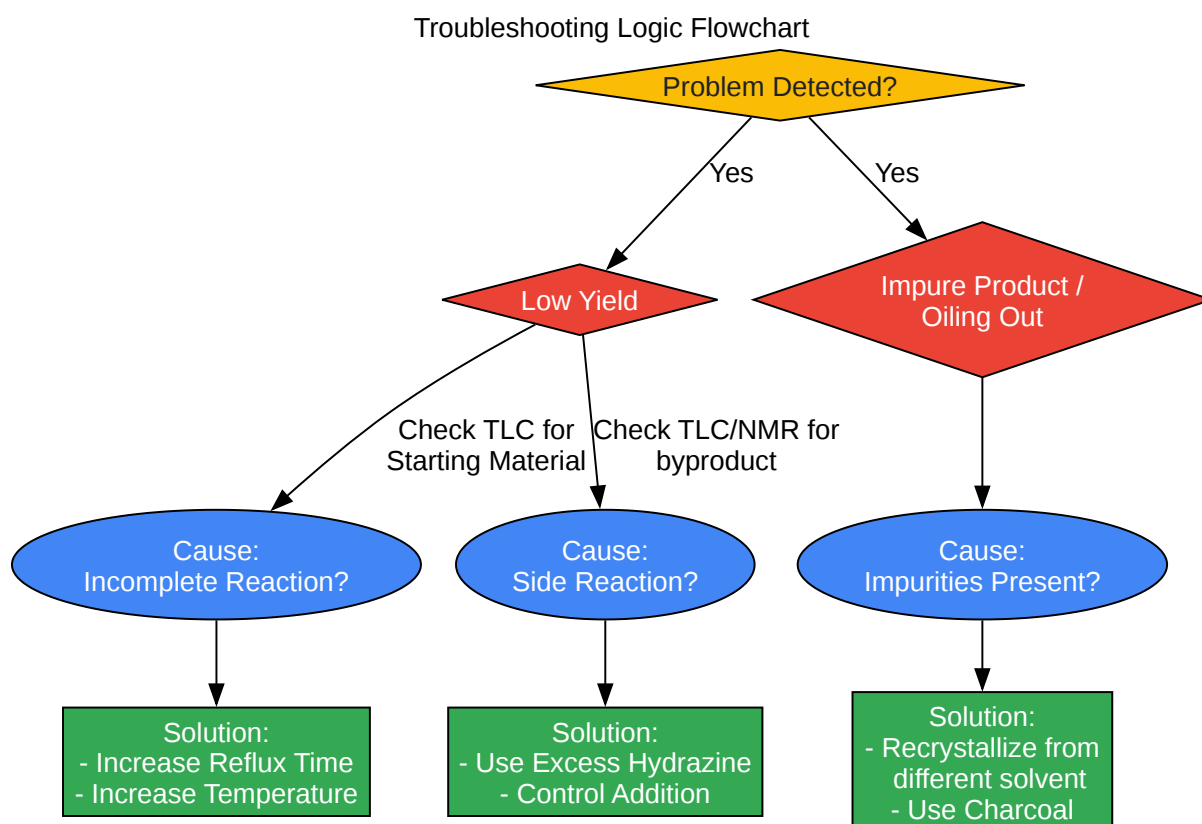 Troubleshooting Logic Flowchart
Problem Detected?
Yes
Yes
Low Yield
Impure Product /
Oiling Out
Check TLC for
Starting Material
Check TLC/NMR for
byproduct
Cause:
Incomplete Reaction?
Cause:
Side Reaction?
Cause:
Impurities Present?
Solution:
- Increase Reflux Time
- Increase Temperature
Solution:
- Use Excess Hydrazine
- Control Addition
Solution:
- Recrystallize from
different solvent
- Use Charcoal